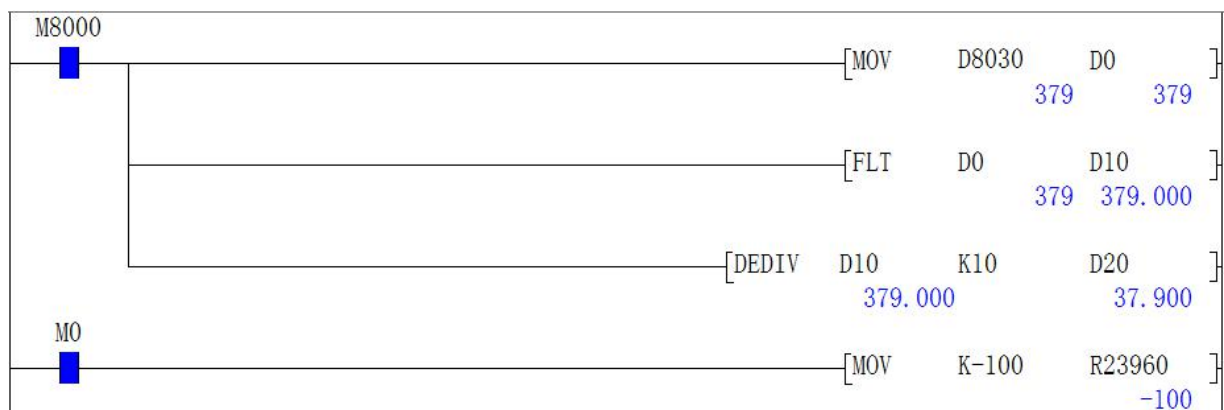 M8000
[MOV D8030 D0 ]
379 379
[FLT D0 D10 ]
379 379.000
[DEDIV D10 K10 D20 ]
379.000 37.900
M0
[MOV K-100 R23960 ]
-100